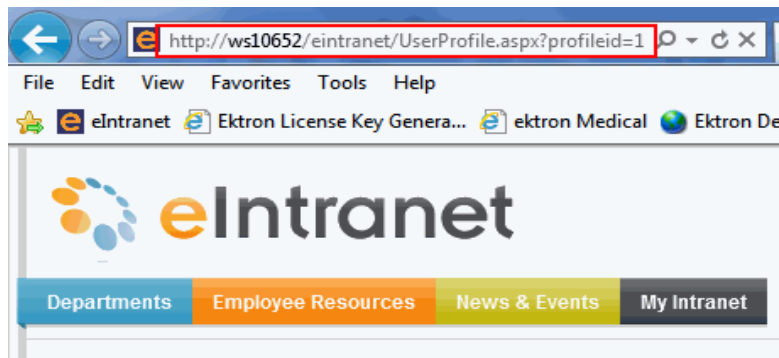 http://ws10652/eintranet/UserProfile.aspx?profileid=1
File Edit View Favorites Tools Help
eIntranet Ektron License Key Genera... ektron Medical Ektron De
eIntranet
Departments Employee Resources News & Events My Intranet